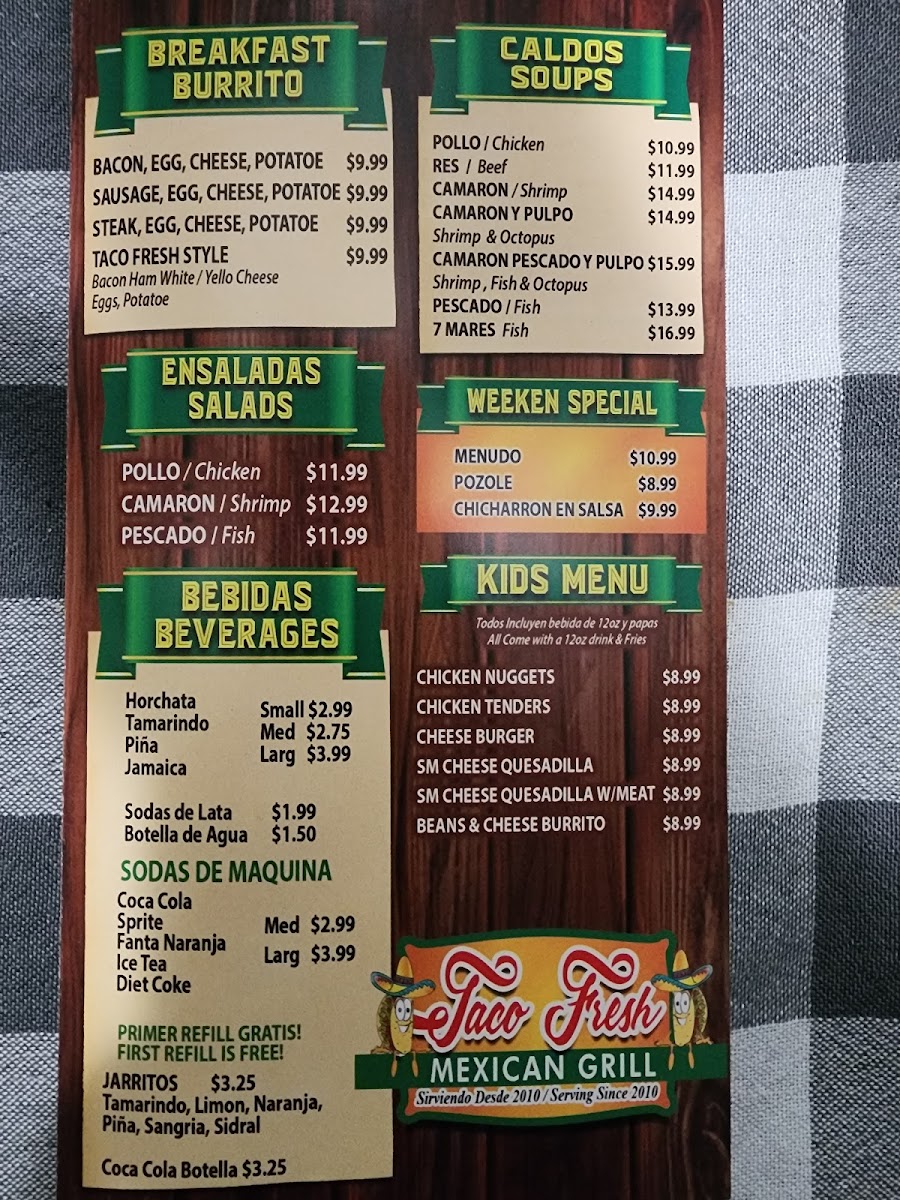 BREAKFAST
BURRITO
BACON, EGG, CHEESE, POTATOE $9.99
SAUSAGE, EGG, CHEESE, POTATOE $9.99
STEAK, EGG, CHEESE, POTATOE $9.99
TACO FRESH STYLE $9.99
Bacon Ham White / Yello Cheese
Eggs, Potatoe
ENSALADAS
SALADS
POLLO / Chicken $11.99
CAMARON / Shrimp $12.99
PESCADO / Fish $11.99
BEBIDAS
BEVERAGES
Horchata
Tamarindo
Piña
Jamaica
Small $2.99
Med $2.75
Larg $3.99
Sodas de Lata $1.99
Botella de Agua $1.50
SODAS DE MAQUINA
Coca Cola
Sprite
Fanta Naranja
Ice Tea
Diet Coke
Med $2.99
Larg $3.99
PRIMER REFILL GRATIS!
FIRST REFILL IS FREE!
JARRITOS $3.25
Tamarindo, Limon, Naranja,
Piña, Sangria, Sidral
Coca Cola Botella $3.25
CALDOS
SOUPS
POLLO / Chicken $10.99
RES / Beef $11.99
CAMARON / Shrimp $14.99
CAMARON Y PULPO $14.99
Shrimp & Octopus
CAMARON PESCADO Y PULPO $15.99
Shrimp, Fish & Octopus
PESCADO / Fish $13.99
7 MARES Fish $16.99
WEEKEN SPECIAL
MENUDO $10.99
POZOLE $8.99
CHICHARRON EN SALSA $9.99
KIDS MENU
Todos Incluyen bebida de 12oz y papas
All Come with a 12oz drink & Fries
CHICKEN NUGGETS $8.99
CHICKEN TENDERS $8.99
CHEESE BURGER $8.99
SM CHEESE QUESADILLA $8.99
SM CHEESE QUESADILLA W/MEAT $8.99
BEANS & CHEESE BURRITO $8.99
Taco Fresh
MEXICAN GRILL
Sirviendo Desde 2010 / Serving Since 2010